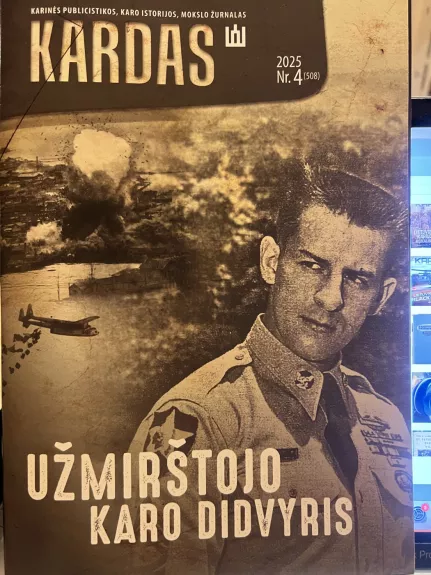 KARINĖS PUBLICISTIKOS, KARO ISTORIJOS, MOKSLO ŽURNALAS
KARDAS
2025
Nr. 4 (508)
UŽMIRŠTOJO
KARO DIDVYRIS